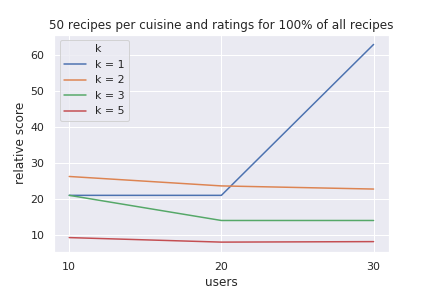 50 recipes per cuisine and ratings for 100% of all recipes
k
k = 1
k = 2
k = 3
k = 5
relative score
60
50
40
30
20
10
10 20 30
users